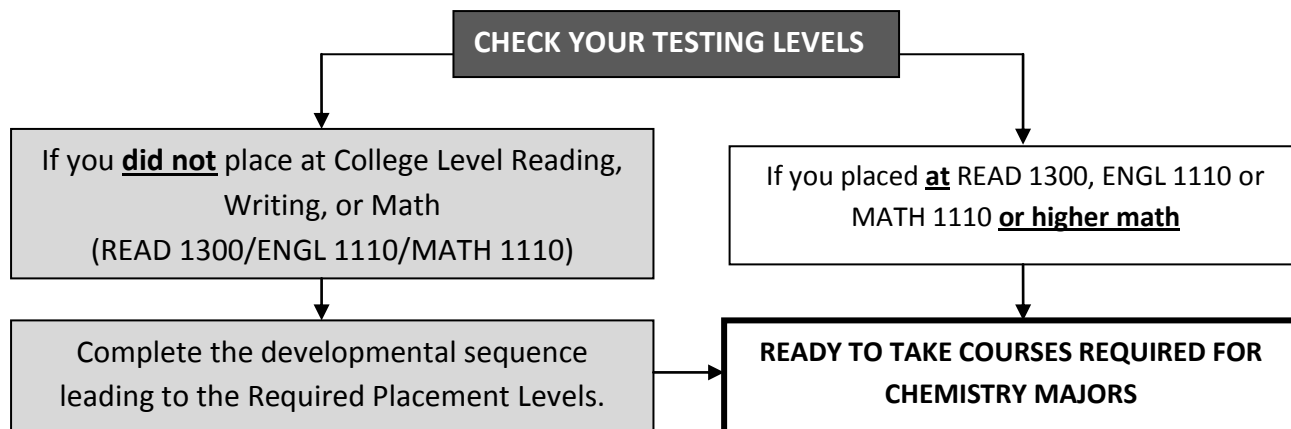 CHECK YOUR TESTING LEVELS
If you did not place at College Level Reading,
Writing, or Math
(READ 1300/ENGL 1110/MATH 1110)
If you placed at READ 1300, ENGL 1110 or
MATH 1110 or higher math
Complete the developmental sequence
leading to the Required Placement Levels.
READY TO TAKE COURSES REQUIRED FOR
CHEMISTRY MAJORS